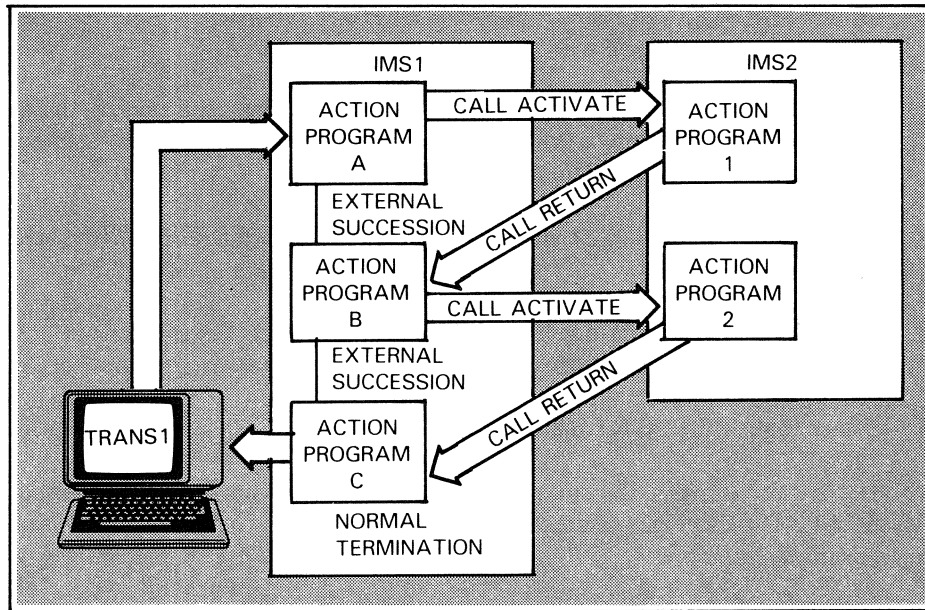 IMS1
IMS2
ACTION
PROGRAM
A
CALL ACTIVATE
ACTION
PROGRAM
1
EXTERNAL
SUCCESSION
CALL RETURN
ACTION
PROGRAM
B
CALL ACTIVATE
ACTION
PROGRAM
2
EXTERNAL
SUCCESSION
CALL RETURN
TRANS1
ACTION
PROGRAM
C
NORMAL
TERMINATION